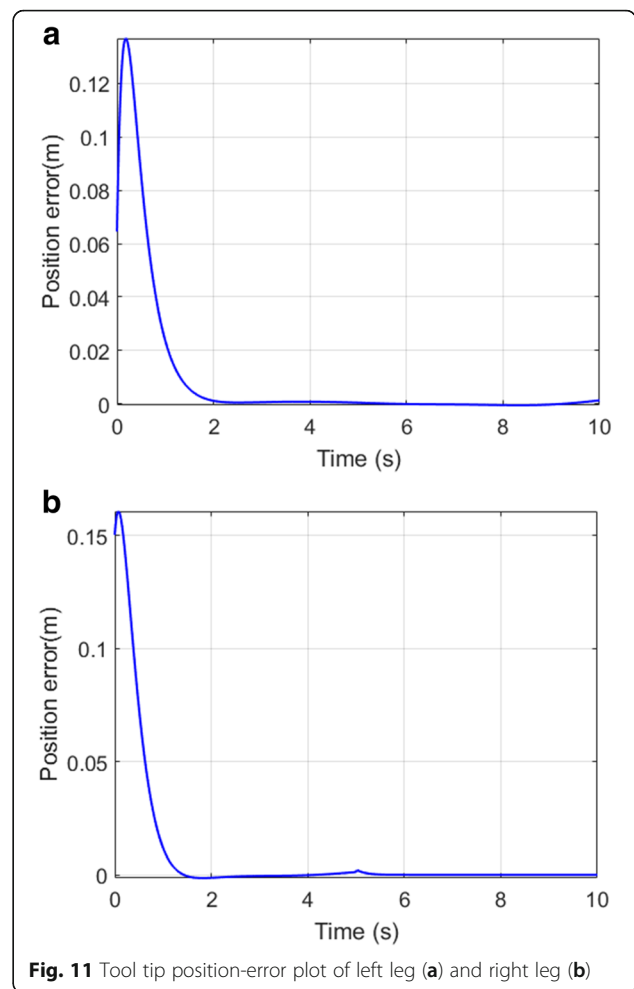 a
Position error(m)
0.12
0.1
0.08
0.06
0.04
0.02
0
0 2 4 6 8 10
Time (s)
b
Position error(m)
0.15
0.1
0.05
0
0 2 4 6 8 10
Time (s)
Fig. 11 Tool tip position-error plot of left leg (a) and right leg (b)